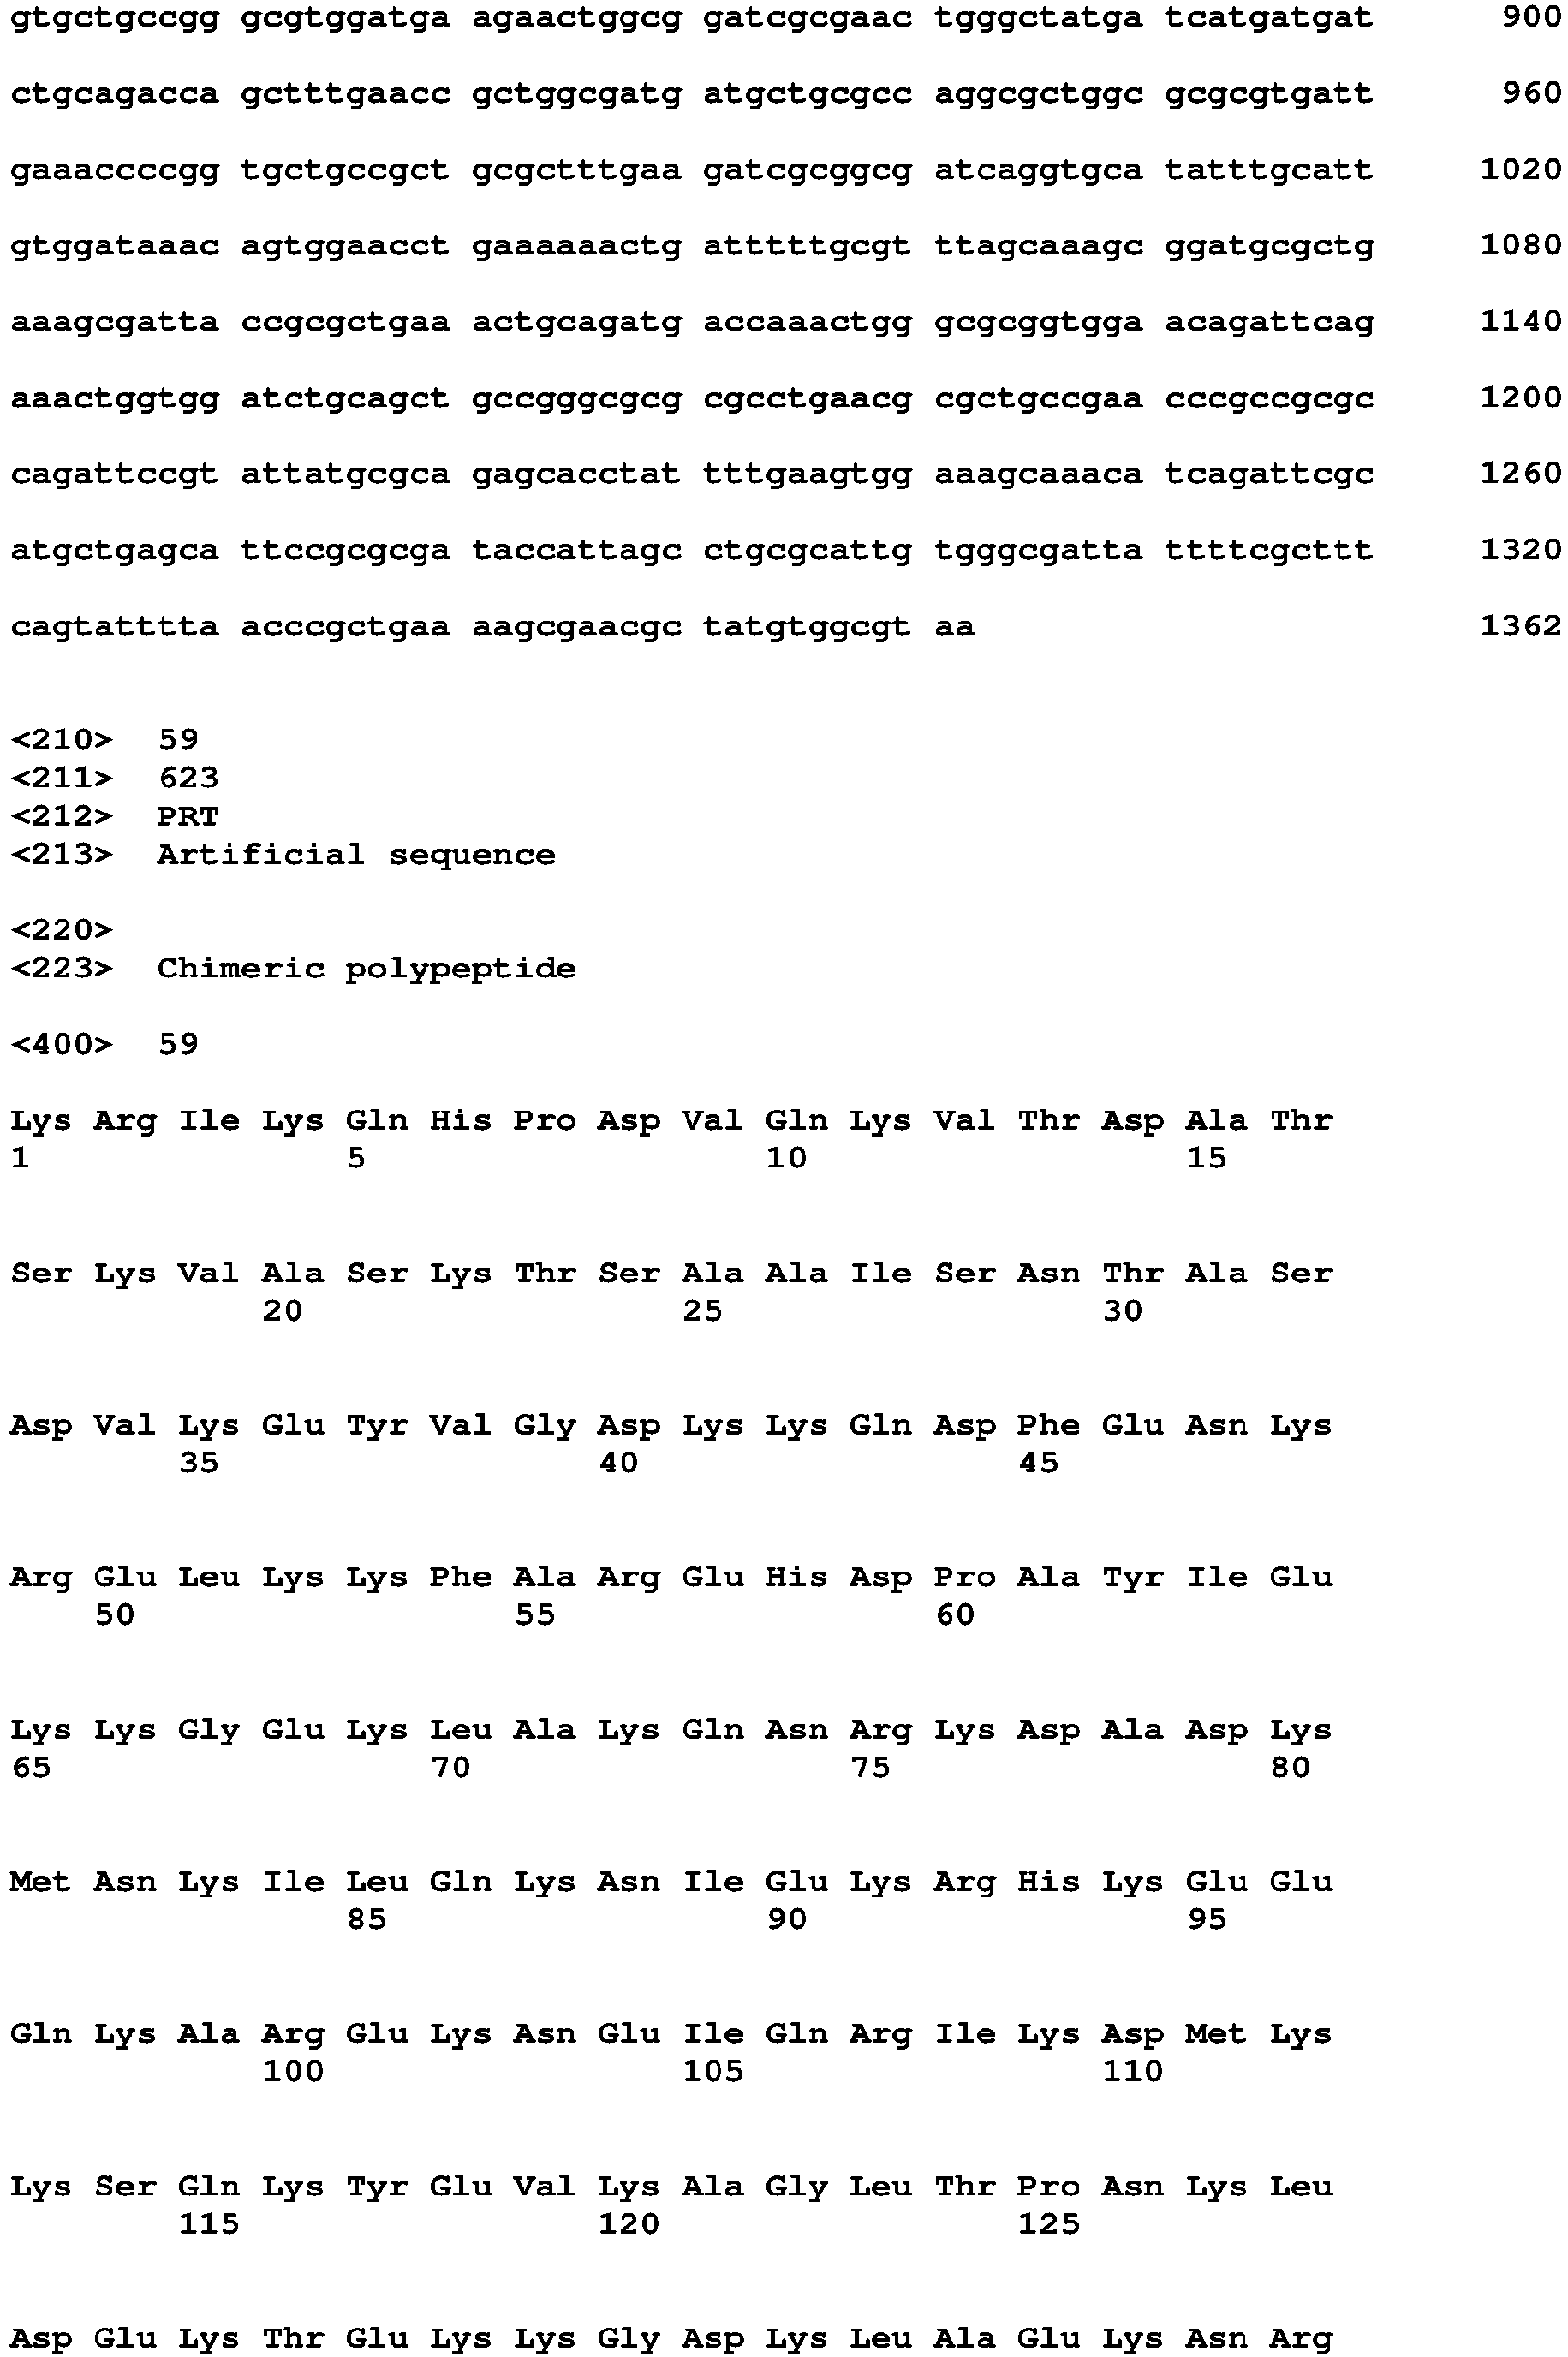 gtgctgccgg gcgtggatga agaactggcg gatcgcgaac tgggctatga tcatgatgat 900
ctgcagacca gctttgaacc gctggcgatg atgctgcgcc aggcgctggc gcgcgtgatt 960
gaaaccccgg tgctgccgct gcgctttgaa gatcgcggcg atcaggtgca tatttgcatt 1020
gtggataaac agtggaacct gaaaaaactg atttttgcgt ttagcaaagc ggatgcgctg 1080
aaagcgatta ccgcgctgaa actgcagatg accaaactgg gcgcggtgga acagattcag 1140
aaactggtgg atctgcagct gccgggcgcg cgcctgaacg cgctgccgaa cccgccgcgc 1200
cagattccgt attatgcgca gagcacctat tttgaagtgg aaagcaaaca tcagattcgc 1260
atgctgagca ttccgcgcga taccattagc ctgcgcattg tgggcgatta ttttcgcttt 1320
cagtatttta acccgctgaa aagcgaacgc tatgtggcgt aa 1362
<210> 59
<211> 623
<212> PRT
<213> Artificial sequence
<220>
<223> Chimeric polypeptide
<400> 59
Lys Arg Ile Lys Gln His Pro Asp Val Gln Lys Val Thr Asp Ala Thr
1 5 10 15
Ser Lys Val Ala Ser Lys Thr Ser Ala Ala Ile Ser Asn Thr Ala Ser
20 25 30
Asp Val Lys Glu Tyr Val Gly Asp Lys Lys Gln Asp Phe Glu Asn Lys
35 40 45
Arg Glu Leu Lys Lys Phe Ala Arg Glu His Asp Pro Ala Tyr Ile Glu
50 55 60
Lys Lys Gly Glu Lys Leu Ala Lys Gln Asn Arg Lys Asp Ala Asp Lys
65 70 75 80
Met Asn Lys Ile Leu Gln Lys Asn Ile Glu Lys Arg His Lys Glu Glu
85 90 95
Gln Lys Ala Arg Glu Lys Asn Glu Ile Gln Arg Ile Lys Asp Met Lys
100 105 110
Lys Ser Gln Lys Tyr Glu Val Lys Ala Gly Leu Thr Pro Asn Lys Leu
115 120 125
Asp Glu Lys Thr Glu Lys Lys Gly Asp Lys Leu Ala Glu Lys Asn Arg